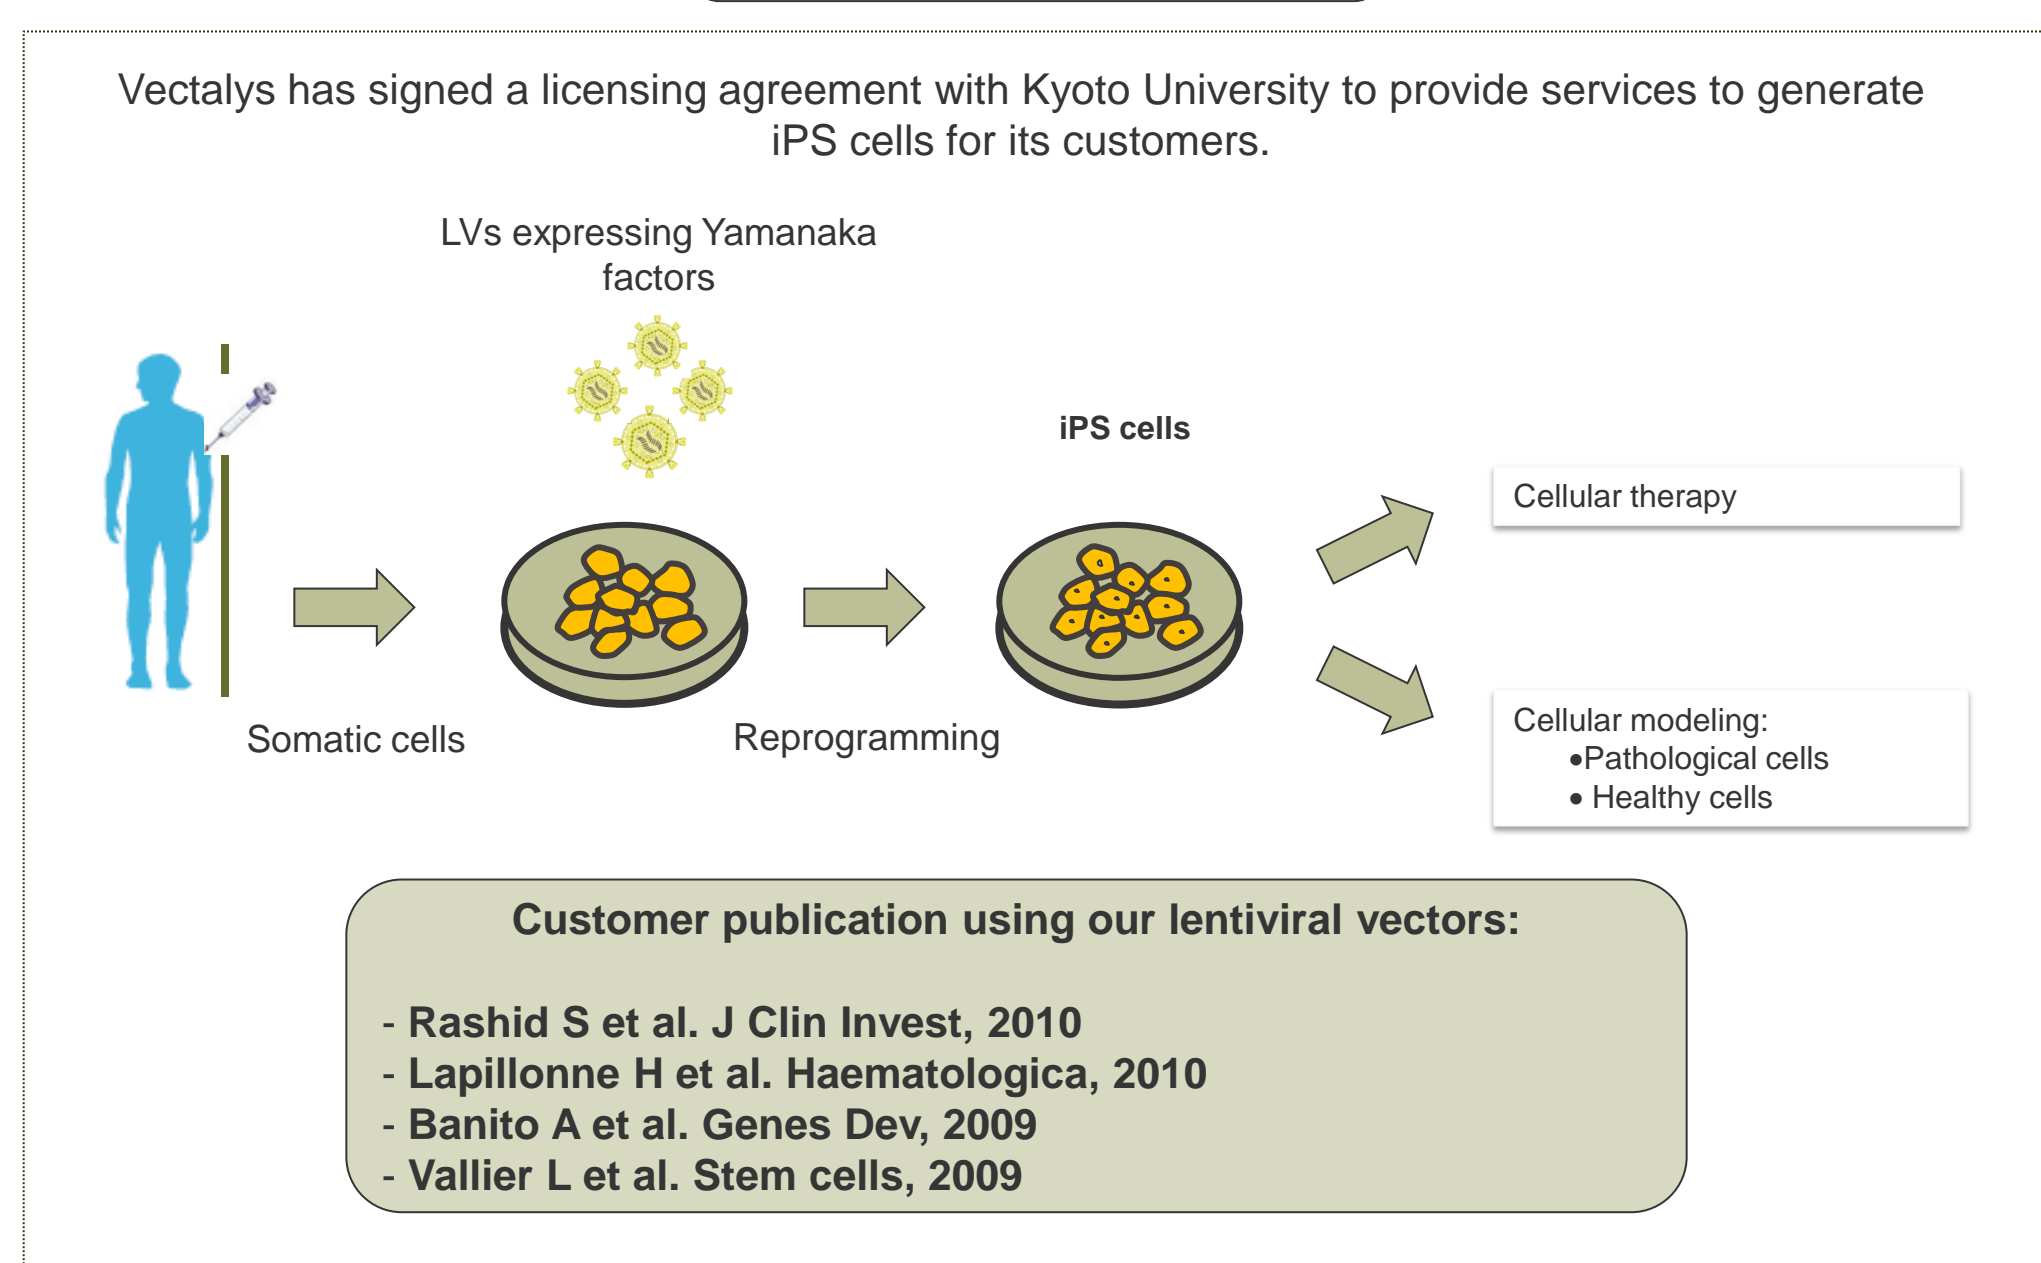 Vectalys has signed a licensing agreement with Kyoto University to provide services to generate
iPS cells for its customers.
LVs expressing Yamanaka
factors
iPS cells
Cellular therapy
Somatic cells
Reprogramming
Cellular modeling:
•Pathological cells
• Healthy cells
Customer publication using our lentiviral vectors:
- Rashid S et al. J Clin Invest, 2010
- Lapillonne H et al. Haematologica, 2010
- Banito A et al. Genes Dev, 2009
- Vallier L et al. Stem cells, 2009